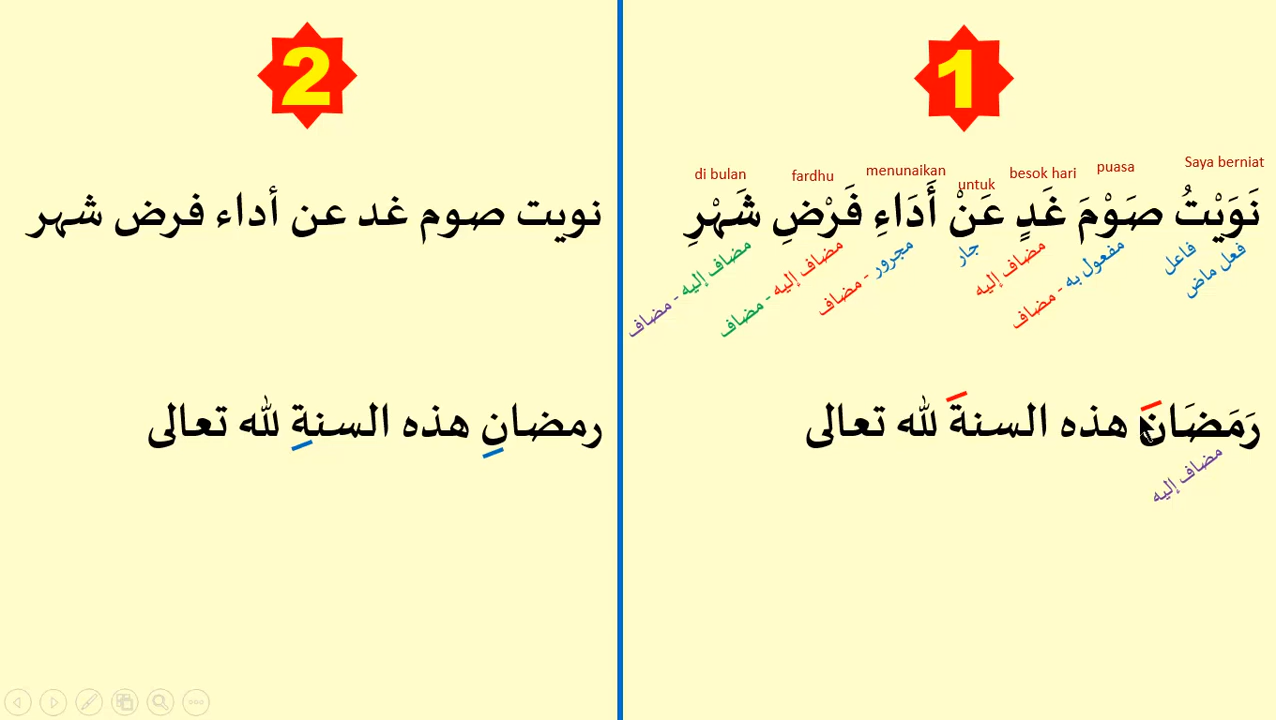 1
Saya berniat puasa besok hari untuk menunaikan fardhu di bulan
نَوَيْتُ صَوْمَ غَدٍ عَنْ أَدَاءِ فَرْضِ شَهْرِ
فعل ماض فاعل مفعول به - مضاف مضاف إليه جار مجرور - مضاف مضاف إليه - مضاف مضاف إليه - مضاف
رَمَضَانَ هذه السنةَ لله تعالى
مضاف إليه
2
نويت صوم غد عن أداء فرض شهر
رمضانِ هذه السنةِ لله تعالى